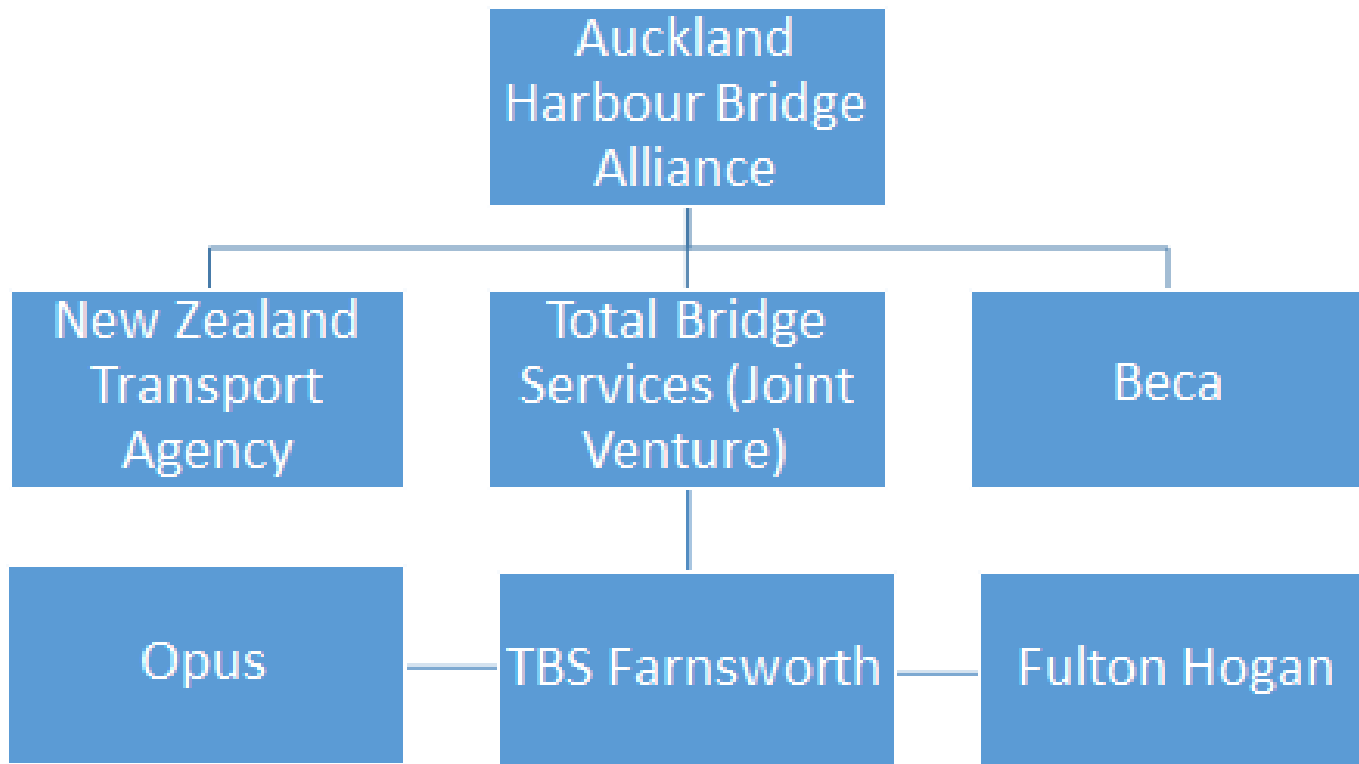 Auckland
Harbour Bridge
Alliance
New Zealand
Transport
Agency
Total Bridge
Services (Joint
Venture)
Beca
Opus
TBS Farnsworth
Fulton Hogan